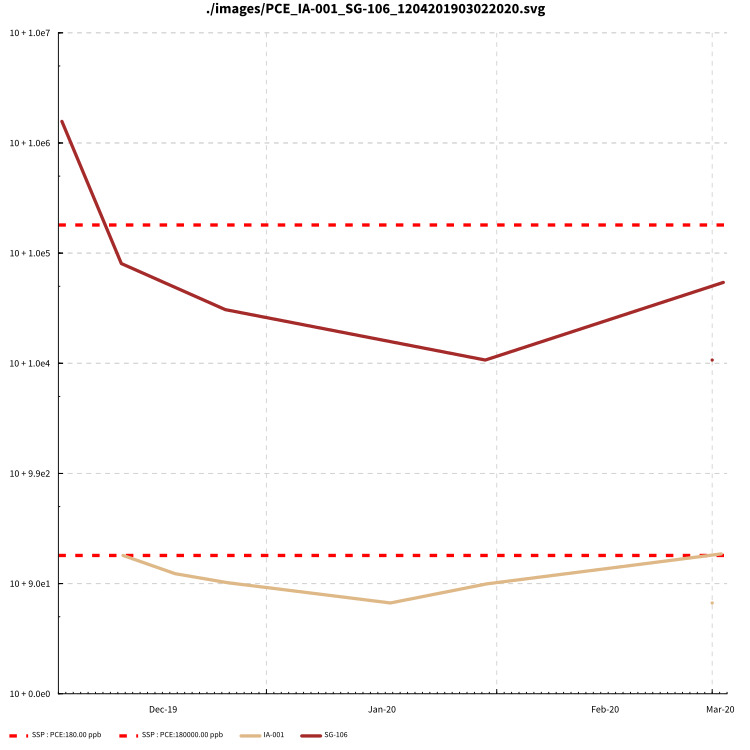 ./images/PCE_IA-001_SG-106_1204201903022020.svg
10 + 1.0e7
10 + 1.0e6
10 + 1.0e5
10 + 1.0e4
10 + 9.9e2
10 + 9.0e1
10 + 0.0e0
Dec-19 Jan-20 Feb-20 Mar-20
SSP : PCE:180.00 ppb SSP : PCE:180000.00 ppb IA-001 SG-106